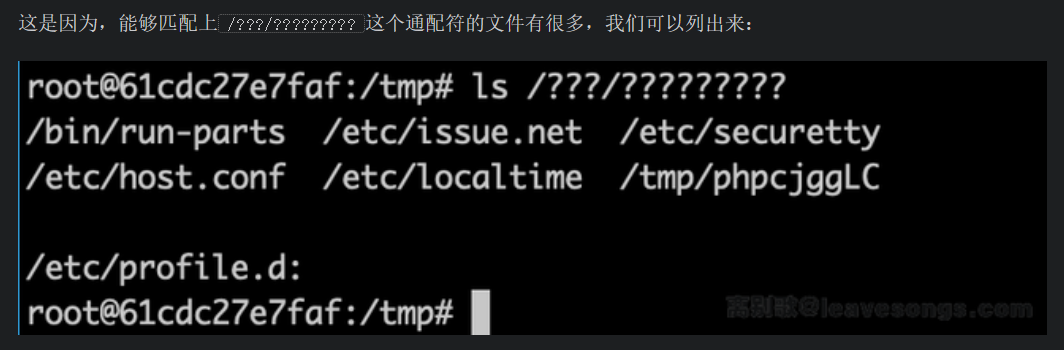 这是因为，能够匹配上 /???/????????? 这个通配符的文件有很多，我们可以列出来：
root@61cdc27e7faf:/tmp# ls /???/?????????
/bin/run-parts  /etc/issue.net  /etc/securetty
/etc/host.conf  /etc/localtime  /tmp/phpcjggLC
/etc/profile.d:
root@61cdc27e7faf:/tmp#
离别歌@leavesongs.com